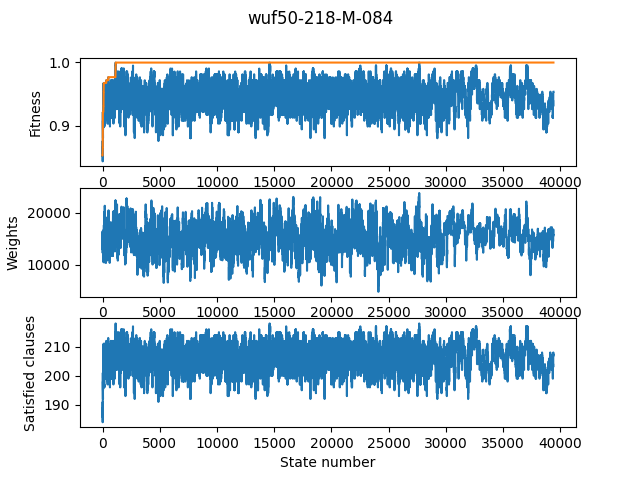 wuf50-218-M-084
1.0
0.9
Fitness
0 5000 10000 15000 20000 25000 30000 35000 40000
20000
10000
Weights
0 5000 10000 15000 20000 25000 30000 35000 40000
210
200
190
Satisfied clauses
0 5000 10000 15000 20000 25000 30000 35000 40000
State number